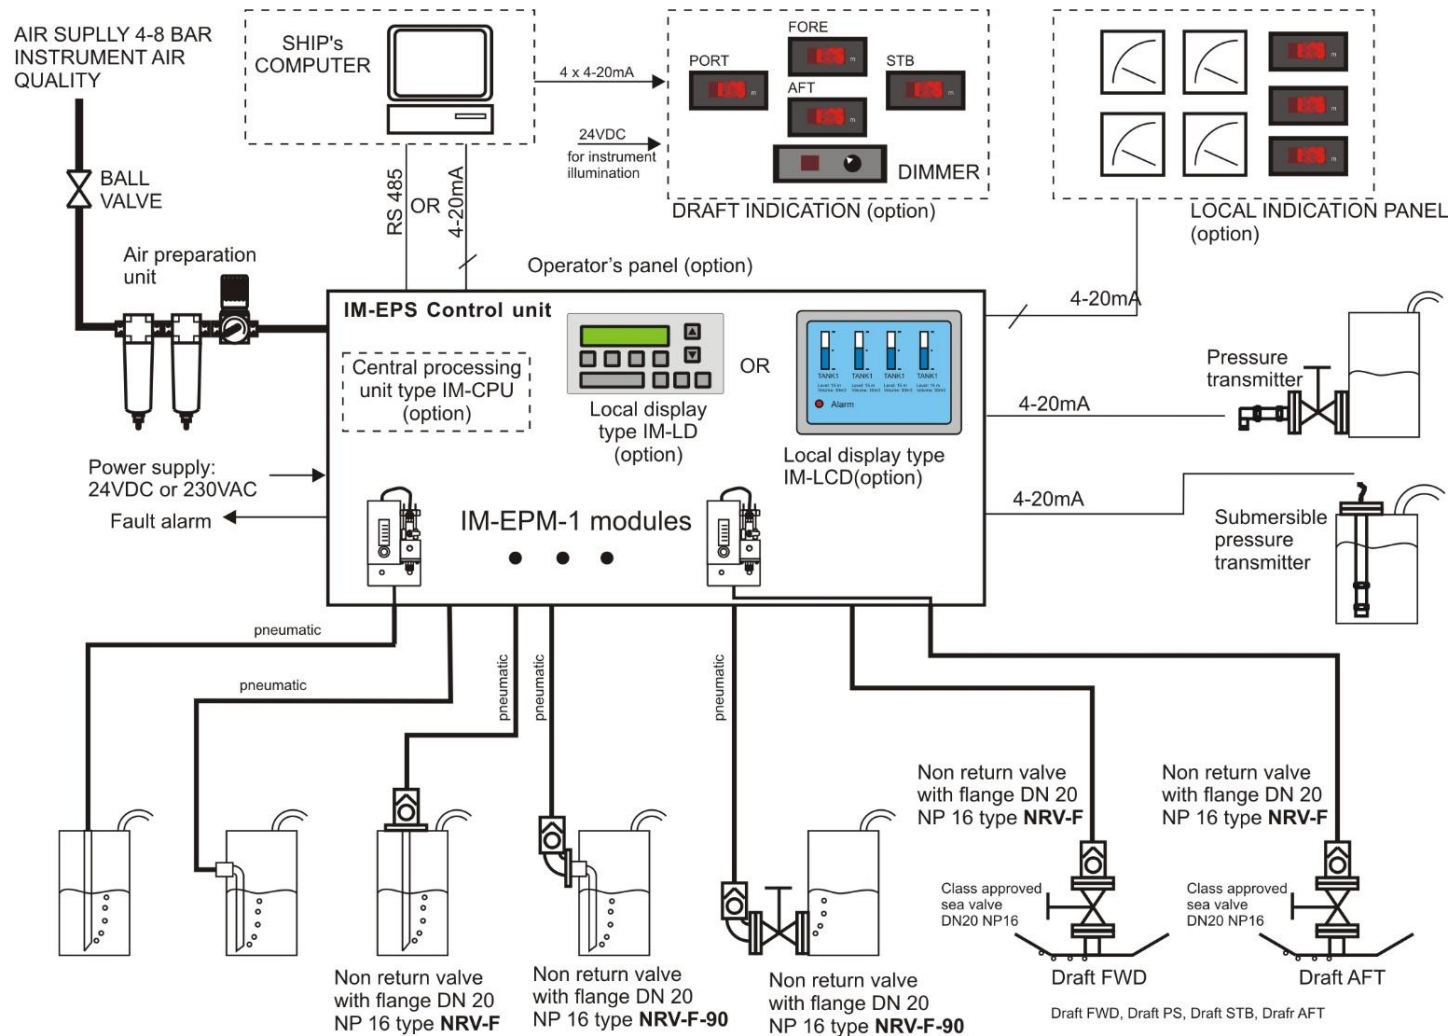 AIR SUPLLY 4-8 BAR
INSTRUMENT AIR
QUALITY
BALL
VALVE
Air preparation
unit
SHIP's
COMPUTER
RS 485
OR
4-20mA
4 x 4-20mA
24VDC
for instrument
illumination
FORE
PORT
STB
AFT
m
m
m
m
DIMMER
DRAFT INDICATION (option)
m
m
m
LOCAL INDICATION PANEL
(option)
Operator's panel (option)
IM-EPS Control unit
Central processing
unit type IM-CPU
(option)
OR
Local display
type IM-LD
(option)
TANK1 TANK1 TANK1 TANK1
Alarm
Local display type
IM-LCD(option)
4-20mA
4-20mA
4-20mA
Pressure
transmitter
Submersible
pressure
transmitter
Power supply:
24VDC or 230VAC
Fault alarm
IM-EPM-1 modules
pneumatic
pneumatic
pneumatic
pneumatic
pneumatic
Non return valve
with flange DN 20
NP 16 type NRV-F
Non return valve
with flange DN 20
NP 16 type NRV-F
Class approved
sea valve
DN20 NP16
Class approved
sea valve
DN20 NP16
Non return valve
with flange DN 20
NP 16 type NRV-F
Non return valve
with flange DN 20
NP 16 type NRV-F-90
Non return valve
with flange DN 20
NP 16 type NRV-F-90
Draft FWD
Draft AFT
Draft FWD, Draft PS, Draft STB, Drafr AFT